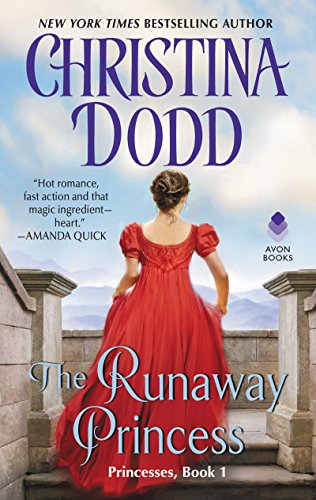 NEW YORK TIMES BESTSELLING AUTHOR
CHRISTINA
DODD
"Hot romance,
fast action and that
magic ingredient—
heart."
—AMANDA QUICK
AVON
BOOKS
The Runaway
Princess
Princesses, Book 1